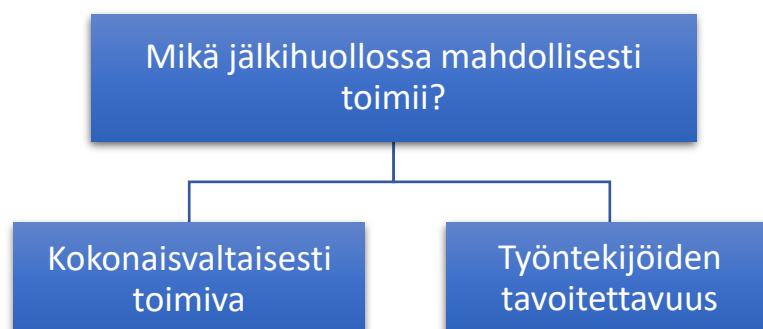 Mikä jälkihuollossa mahdollisesti
toimii?
Kokonaisvaltaisesti
toimiva
Työntekijöiden
tavoitettavuus